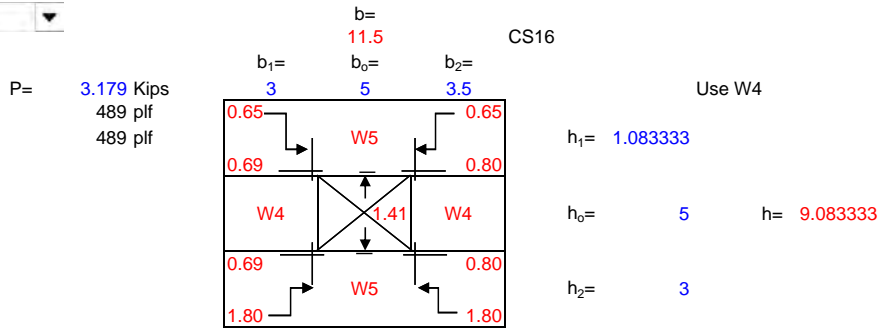 b=
11.5 CS16
b₁= bₒ= b₂=
P= 3.179 Kips 3 5 3.5 Use W4
489 plf 0.65 0.65
489 plf W5 h₁= 1.083333
0.69 0.80
W4 1.41 W4 hₒ= 5 h= 9.083333
0.69 0.80
W5 h₂= 3
1.80 1.80